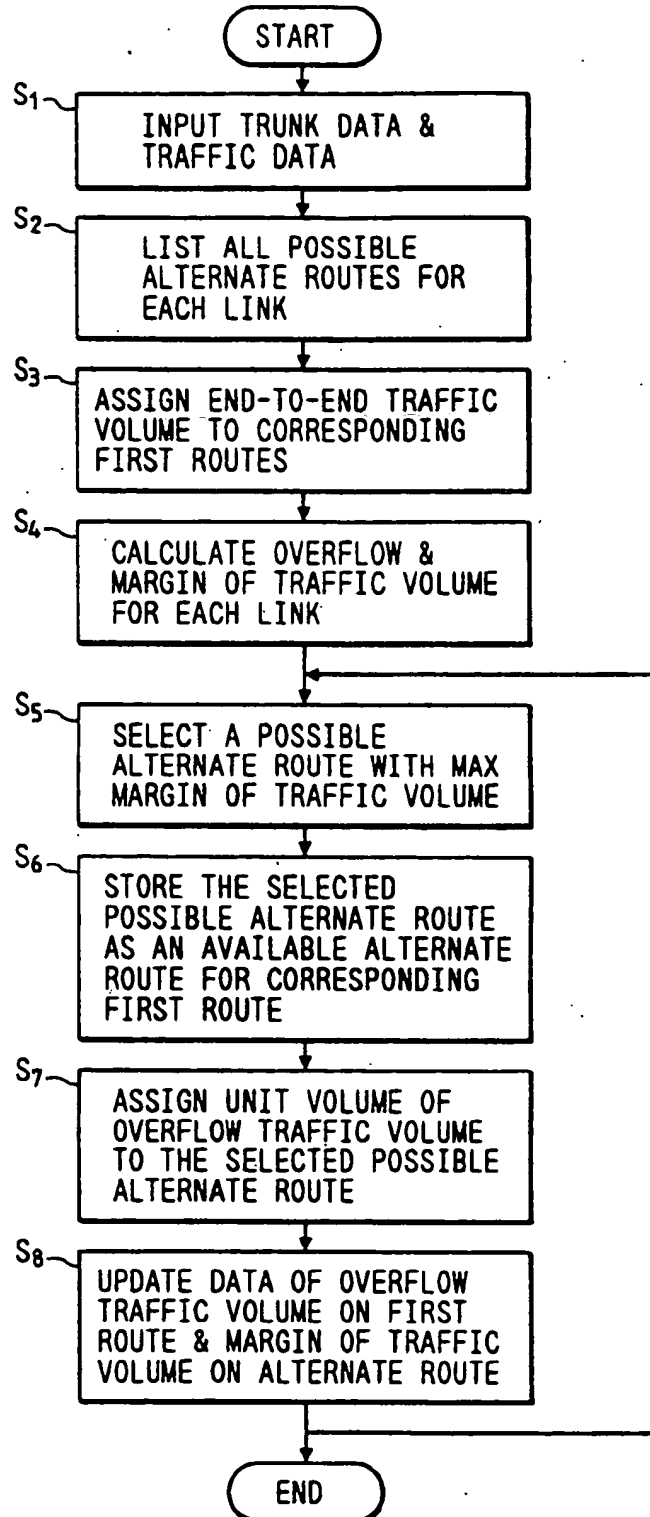 START
S1
INPUT TRUNK DATA &
TRAFFIC DATA
S2
LIST ALL POSSIBLE
ALTERNATE ROUTES FOR
EACH LINK
S3
ASSIGN END-TO-END TRAFFIC
VOLUME TO CORRESPONDING
FIRST ROUTES
S4
CALCULATE OVERFLOW &
MARGIN OF TRAFFIC VOLUME
FOR EACH LINK
S5
SELECT A POSSIBLE
ALTERNATE ROUTE WITH MAX
MARGIN OF TRAFFIC VOLUME
S6
STORE THE SELECTED
POSSIBLE ALTERNATE ROUTE
AS AN AVAILABLE ALTERNATE
ROUTE FOR CORRESPONDING
FIRST ROUTE
S7
ASSIGN UNIT VOLUME OF
OVERFLOW TRAFFIC VOLUME
TO THE SELECTED POSSIBLE
ALTERNATE ROUTE
S8
UPDATE DATA OF OVERFLOW
TRAFFIC VOLUME ON FIRST
ROUTE & MARGIN OF TRAFFIC
VOLUME ON ALTERNATE ROUTE
END